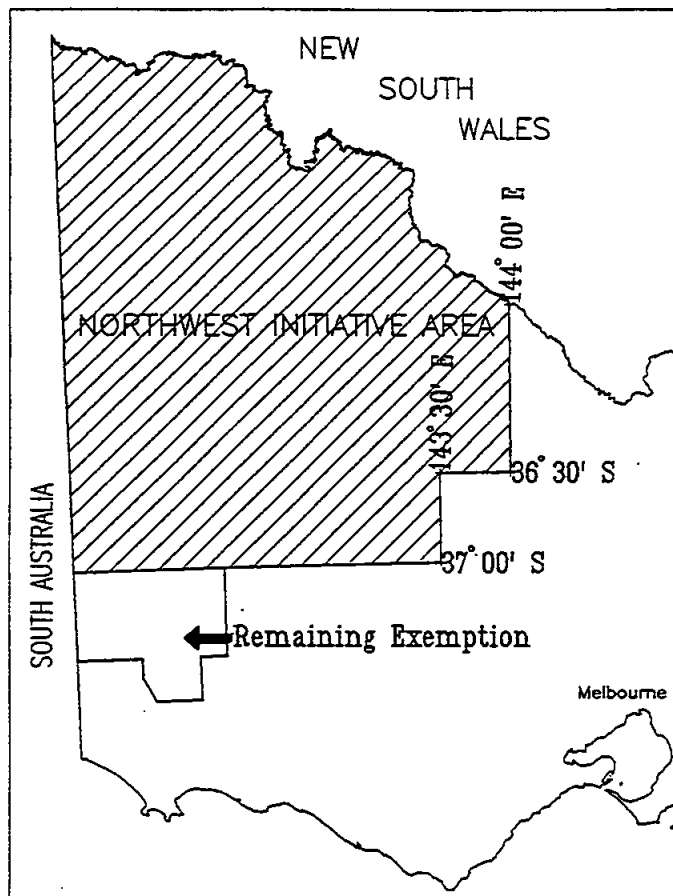 NEW
SOUTH
WALES
144° 00' E
NORTHWEST INITIATIVE AREA
143° 30' E
36° 30' S
SOUTH AUSTRALIA
37° 00' S
Remaining Exemption
Melbourne